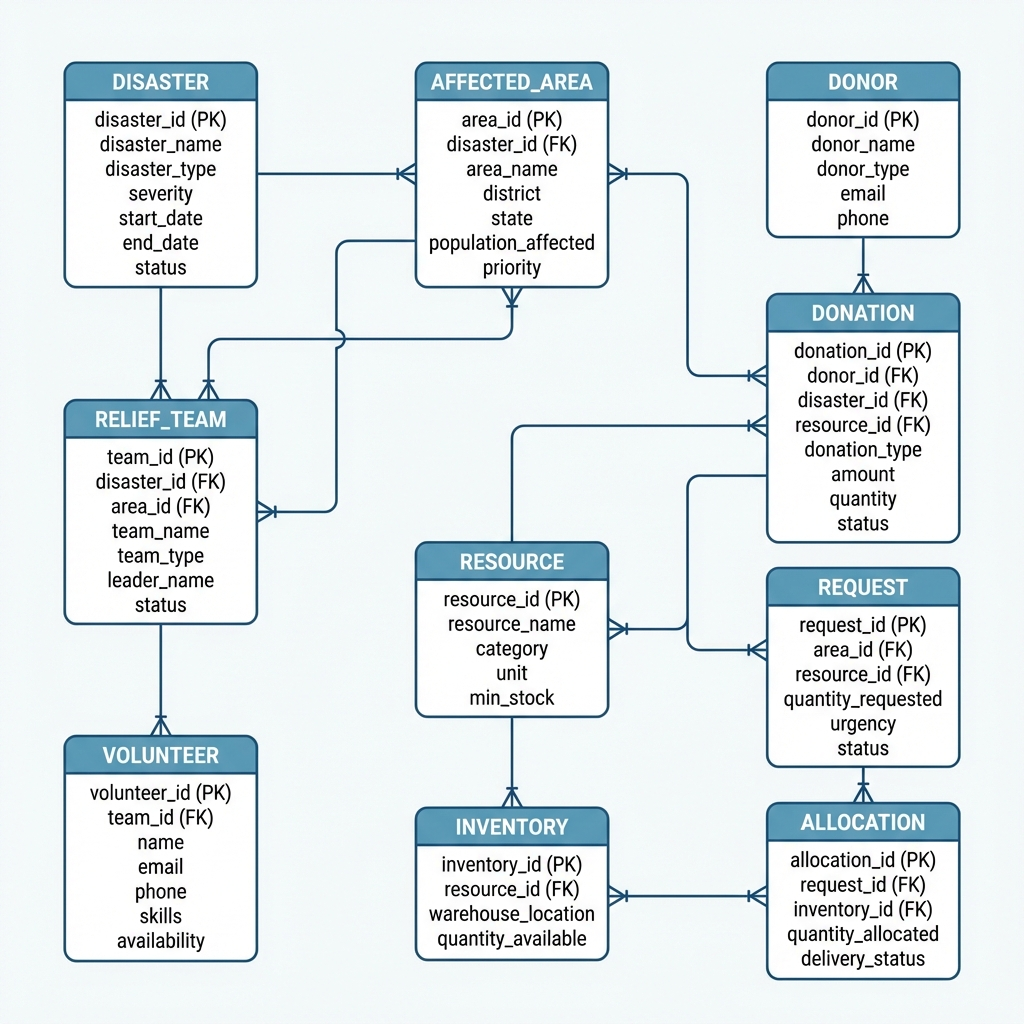 DISASTER
disaster_id (PK)
disaster_name
disaster_type
severity
start_date
end_date
status
AFFECTED_AREA
area_id (PK)
disaster_id (FK)
area_name
district
state
population_affected
priority
DONOR
donor_id (PK)
donor_name
donor_type
email
phone
DONATION
donation_id (PK)
donor_id (FK)
disaster_id (FK)
resource_id (FK)
donation_type
amount
quantity
status
RELIEF_TEAM
team_id (PK)
disaster_id (FK)
area_id (FK)
team_name
team_type
leader_name
status
RESOURCE
resource_id (PK)
resource_name
category
unit
min_stock
REQUEST
request_id (PK)
area_id (FK)
resource_id (FK)
quantity_requested
urgency
status
VOLUNTEER
volunteer_id (PK)
team_id (FK)
name
email
phone
skills
availability
INVENTORY
inventory_id (PK)
resource_id (FK)
warehouse_location
quantity_available
ALLOCATION
allocation_id (PK)
request_id (FK)
inventory_id (FK)
quantity_allocated
delivery_status